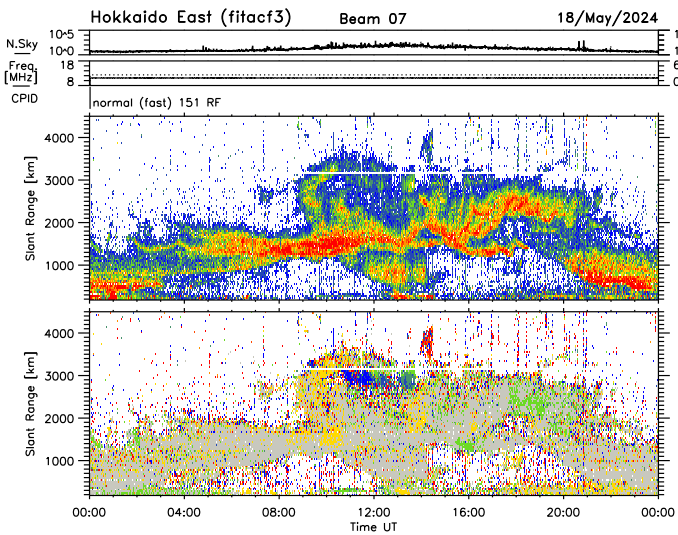 Hokkaido East (fitacf3) Beam 07 18/May/2024
N.Sky 10^5 10^0
Freq. [MHz] 18 8
CPID normal (fast) 151 RF
Slant Range [km]
4000
3000
2000
1000
Slant Range [km]
4000
3000
2000
1000
00:00 04:00 08:00 12:00 16:00 20:00 00:00
Time UT